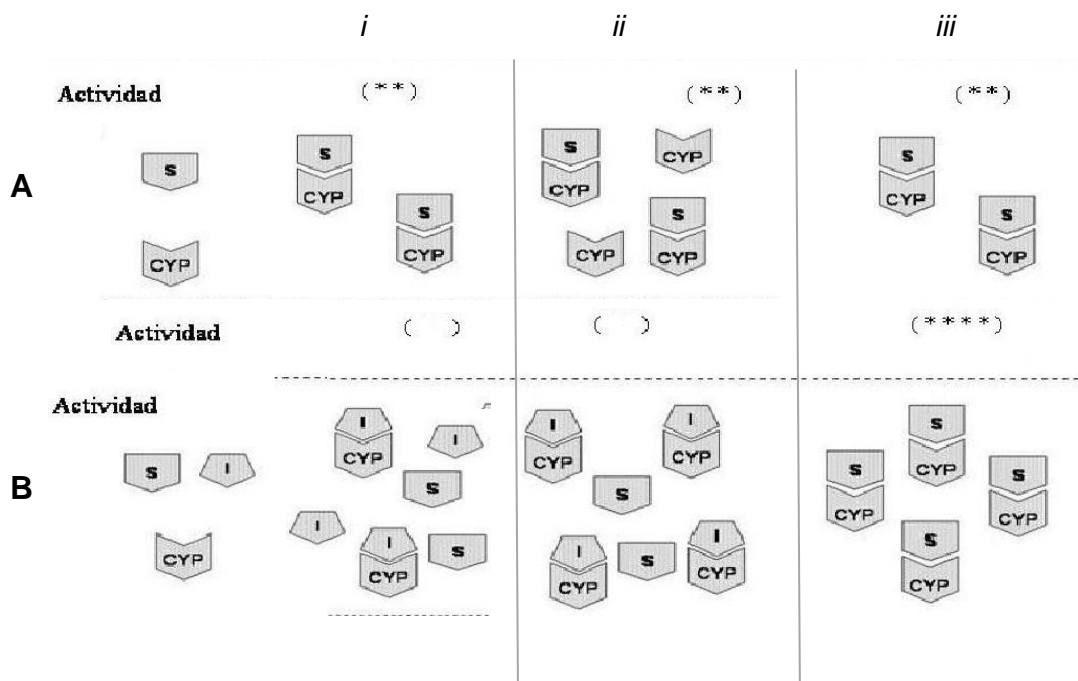 i ii iii
Actividad (**) (**) (**)
S S S S
CYP
S CYP S CYP
A
S
S
CYP CYP CYP CYP CYP
Actividad ( ) ( ) (****)
Actividad
I I I S
S I CYP I CYP CYP S CYP S
B
S S CYP CYP
CYP I I S I S I S
CYP CYP CYP CYP